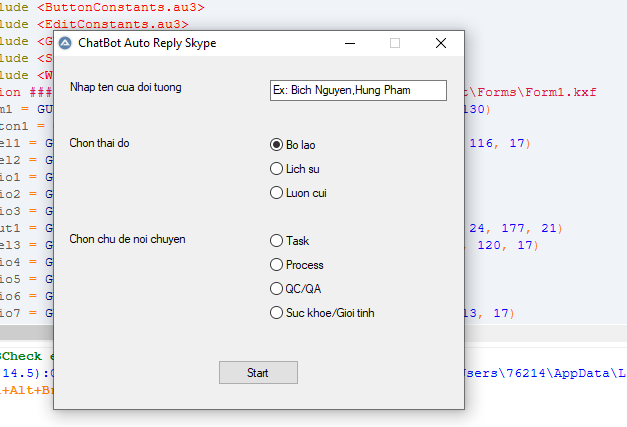 lude <ButtonConstants.au3>
lude <EditConstants.au3>
lude <G
lude <S
lude <W
ChatBot Auto Reply Skype
ion ###
t\Forms\Form1.kxf
m1 = GU
130)
ton1 =
el1 = G
116, 17)
el2 = G
io1 = G
io2 = G
io3 = G
ut1 = G
24, 177, 21)
el3 = G
, 120, 17)
io4 = G
io5 = G
io6 = G
io7 = G
13, 17)
Nhap ten cua doi tuong
Ex: Bich Nguyen,Hung Pham
Chon thai do
Bo lao
Lich su
Luon cui
Chon chu de noi chuyen
Task
Process
QC/QA
Suc khoe/Gioi tinh
Start
Check e
14.5):
sers\76214\AppData\L
+Alt+B